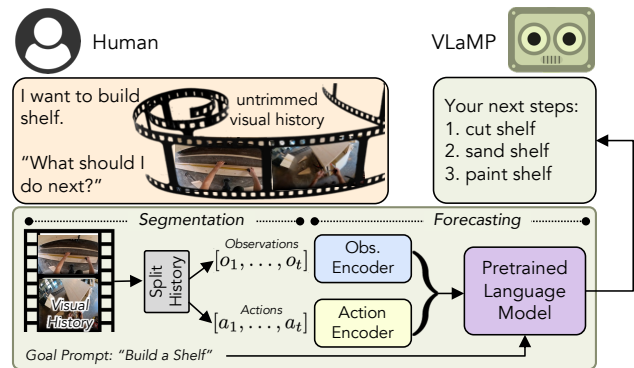 Human
VLaMP
I want to build
shelf.
“What should I
do next?”
untrimmed
visual history
Your next steps:
1. cut shelf
2. sand shelf
3. paint shelf
Segmentation
Forecasting
Visual
History
Split
History
Observations
[o₁, . . . , oₜ]
Actions
[a₁, . . . , aₜ]
Obs.
Encoder
Action
Encoder
Pretrained
Language
Model
Goal Prompt: “Build a Shelf”